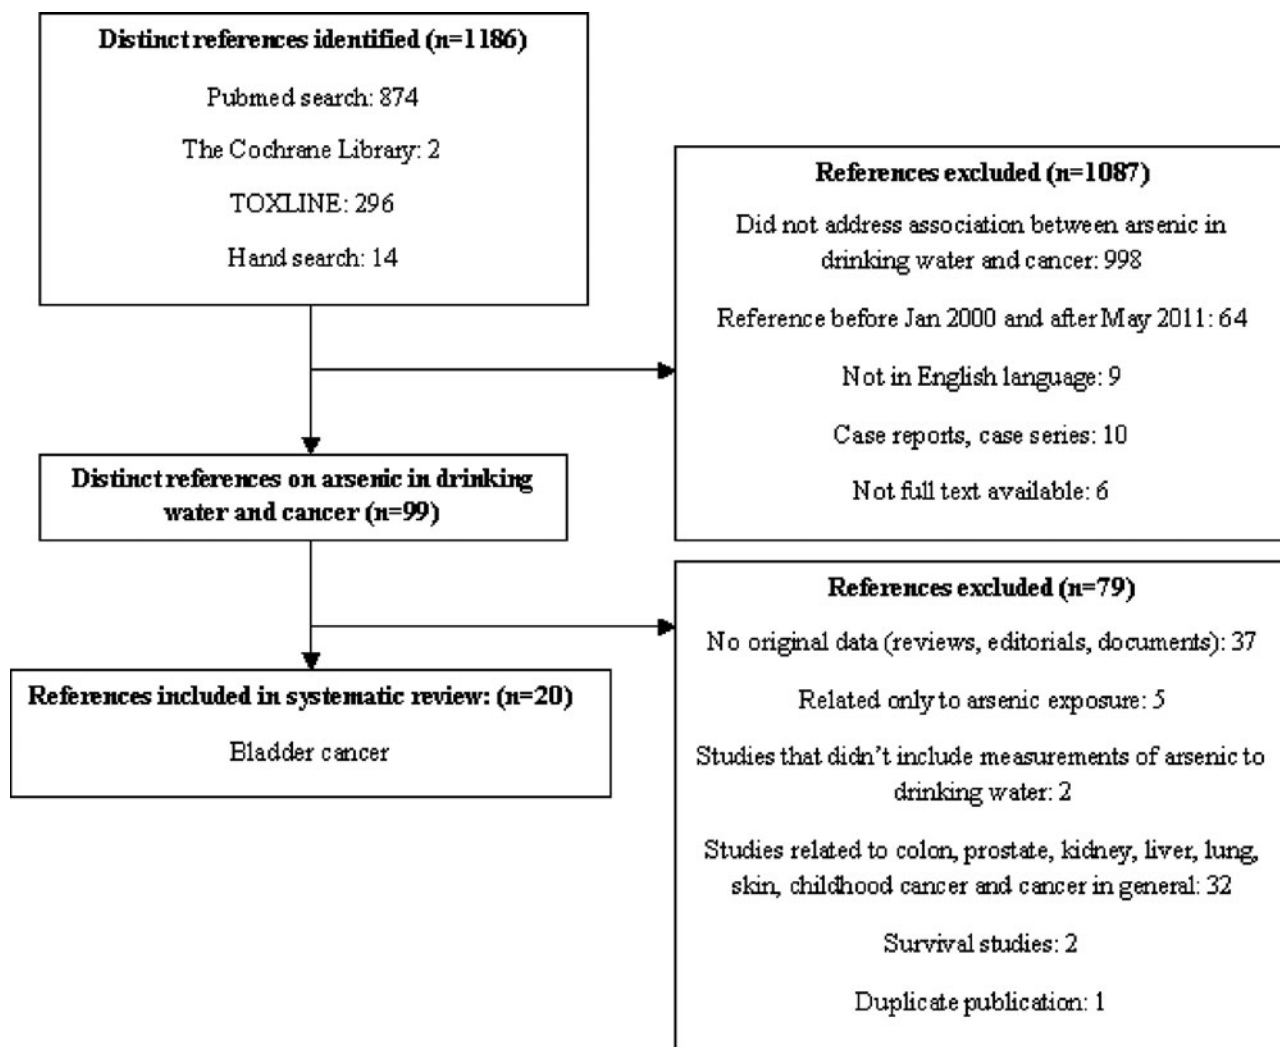 Distinct references identified (n=1186)
Pubmed search: 874
The Cochrane Library: 2
TOXLINE: 296
Hand search: 14
References excluded (n=1087)
Did not address association between arsenic in
drinking water and cancer: 998
Reference before Jan 2000 and after May 2011: 64
Not in English language: 9
Case reports, case series: 10
Not full text available: 6
Distinct references on arsenic in drinking
water and cancer (n=99)
References excluded (n=79)
No original data (reviews, editorials, documents): 37
Related only to arsenic exposure: 5
Studies that didn't include measurements of arsenic to
drinking water: 2
Studies related to colon, prostate, kidney, liver, lung,
skin, childhood cancer and cancer in general: 32
Survival studies: 2
Duplicate publication: 1
References included in systematic review: (n=20)
Bladder cancer